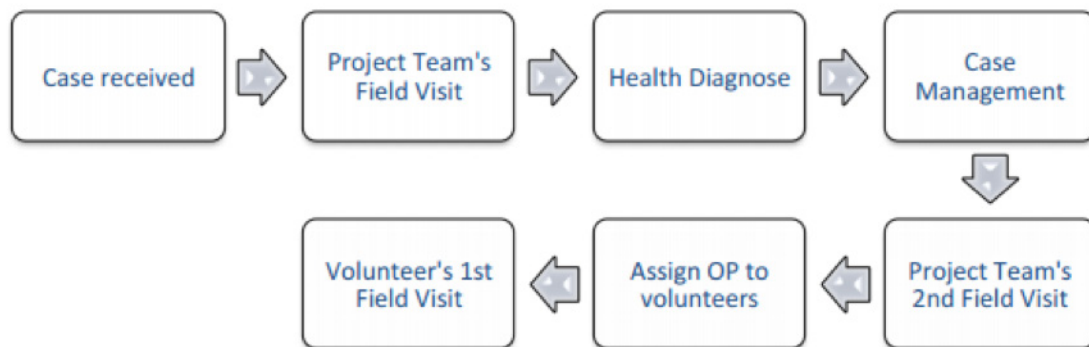 Case received
Project Team's
Field Visit
Health Diagnose
Case
Management
Project Team's
2nd Field Visit
Assign OP to
volunteers
Volunteer's 1st
Field Visit